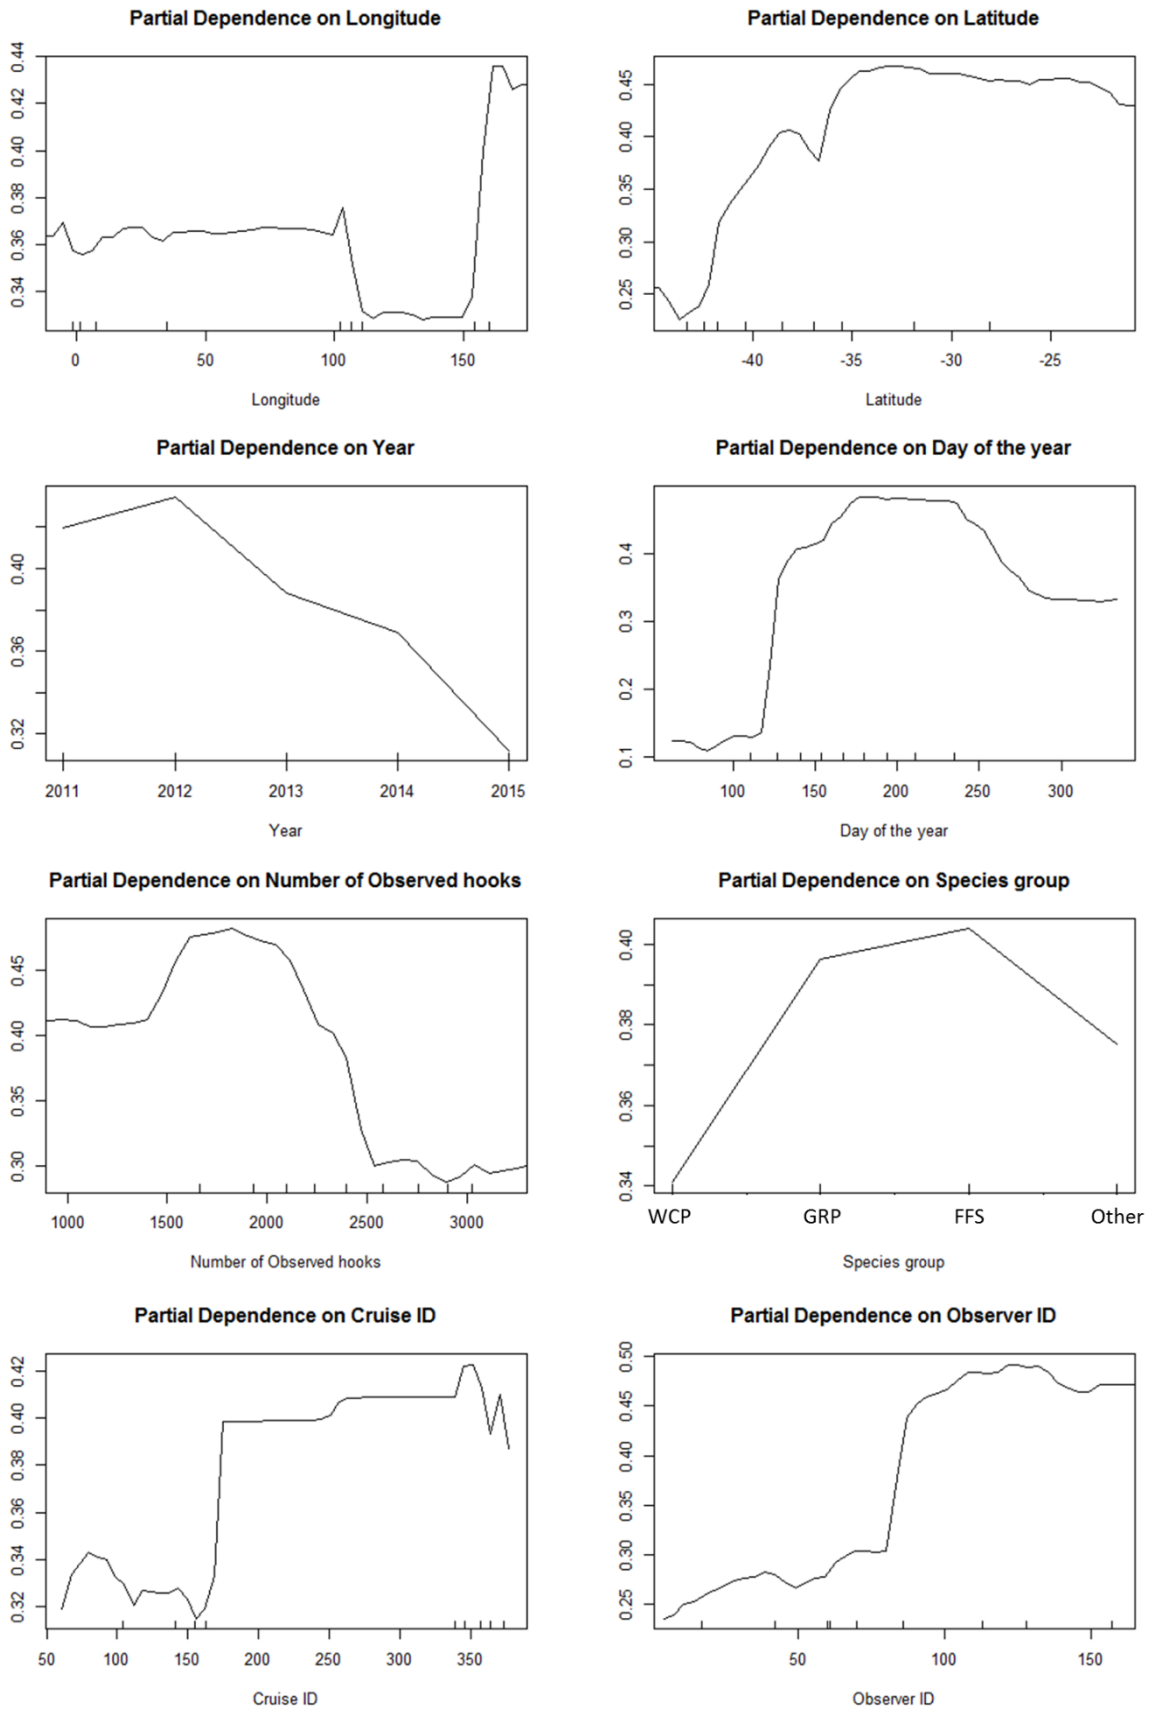 Partial Dependence on Longitude
0.44
0.42
0.40
0.38
0.36
0.34
0 50 100 150
Longitude
Partial Dependence on Latitude
0.45
0.40
0.35
0.30
0.25
-40 -35 -30 -25
Latitude
Partial Dependence on Year
0.40
0.36
0.32
2011 2012 2013 2014 2015
Year
Partial Dependence on Day of the year
0.4
0.3
0.2
0.1
100 150 200 250 300
Day of the year
Partial Dependence on Number of Observed hooks
0.45
0.40
0.35
0.30
1000 1500 2000 2500 3000
Number of Observed hooks
Partial Dependence on Species group
0.40
0.38
0.36
0.34
WCP GRP FFS Other
Species group
Partial Dependence on Cruise ID
0.42
0.40
0.38
0.36
0.34
0.32
50 100 150 200 250 300 350
Cruise ID
Partial Dependence on Observer ID
0.50
0.45
0.40
0.35
0.30
0.25
50 100 150
Observer ID